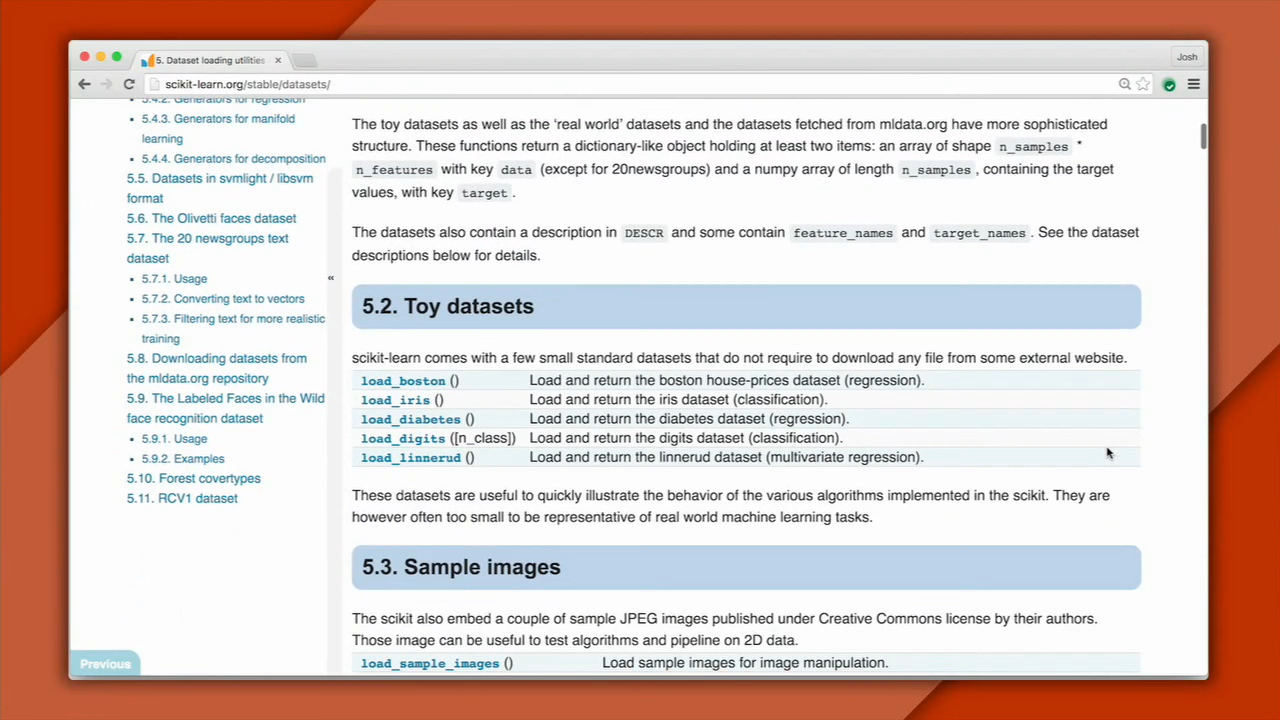 5. Dataset loading utilities
Josh
scikit-learn.org/stable/datasets/
5.4.2. Generators for regression
5.4.3. Generators for manifold
learning
5.4.4. Generators for decomposition
5.5. Datasets in svmlight / libsvm
format
5.6. The Olivetti faces dataset
5.7. The 20 newsgroups text
dataset
5.7.1. Usage
5.7.2. Converting text to vectors
5.7.3. Filtering text for more realistic
training
5.8. Downloading datasets from
the mldata.org repository
5.9. The Labeled Faces in the Wild
face recognition dataset
5.9.1. Usage
5.9.2. Examples
5.10. Forest covertypes
5.11. RCV1 dataset
Previous
«
The toy datasets as well as the ‘real world’ datasets and the datasets fetched from mldata.org have more sophisticated
structure. These functions return a dictionary-like object holding at least two items: an array of shape n_samples *
n_features with key data (except for 20newsgroups) and a numpy array of length n_samples, containing the target
values, with key target.
The datasets also contain a description in DESCR and some contain feature_names and target_names. See the dataset
descriptions below for details.
5.2. Toy datasets
scikit-learn comes with a few small standard datasets that do not require to download any file from some external website.
load_boston () Load and return the boston house-prices dataset (regression).
load_iris () Load and return the iris dataset (classification).
load_diabetes () Load and return the diabetes dataset (regression).
load_digits ([n_class]) Load and return the digits dataset (classification).
load_linnerud () Load and return the linnerud dataset (multivariate regression).
These datasets are useful to quickly illustrate the behavior of the various algorithms implemented in the scikit. They are
however often too small to be representative of real world machine learning tasks.
5.3. Sample images
The scikit also embed a couple of sample JPEG images published under Creative Commons license by their authors.
Those image can be useful to test algorithms and pipeline on 2D data.
load_sample_images () Load sample images for image manipulation.